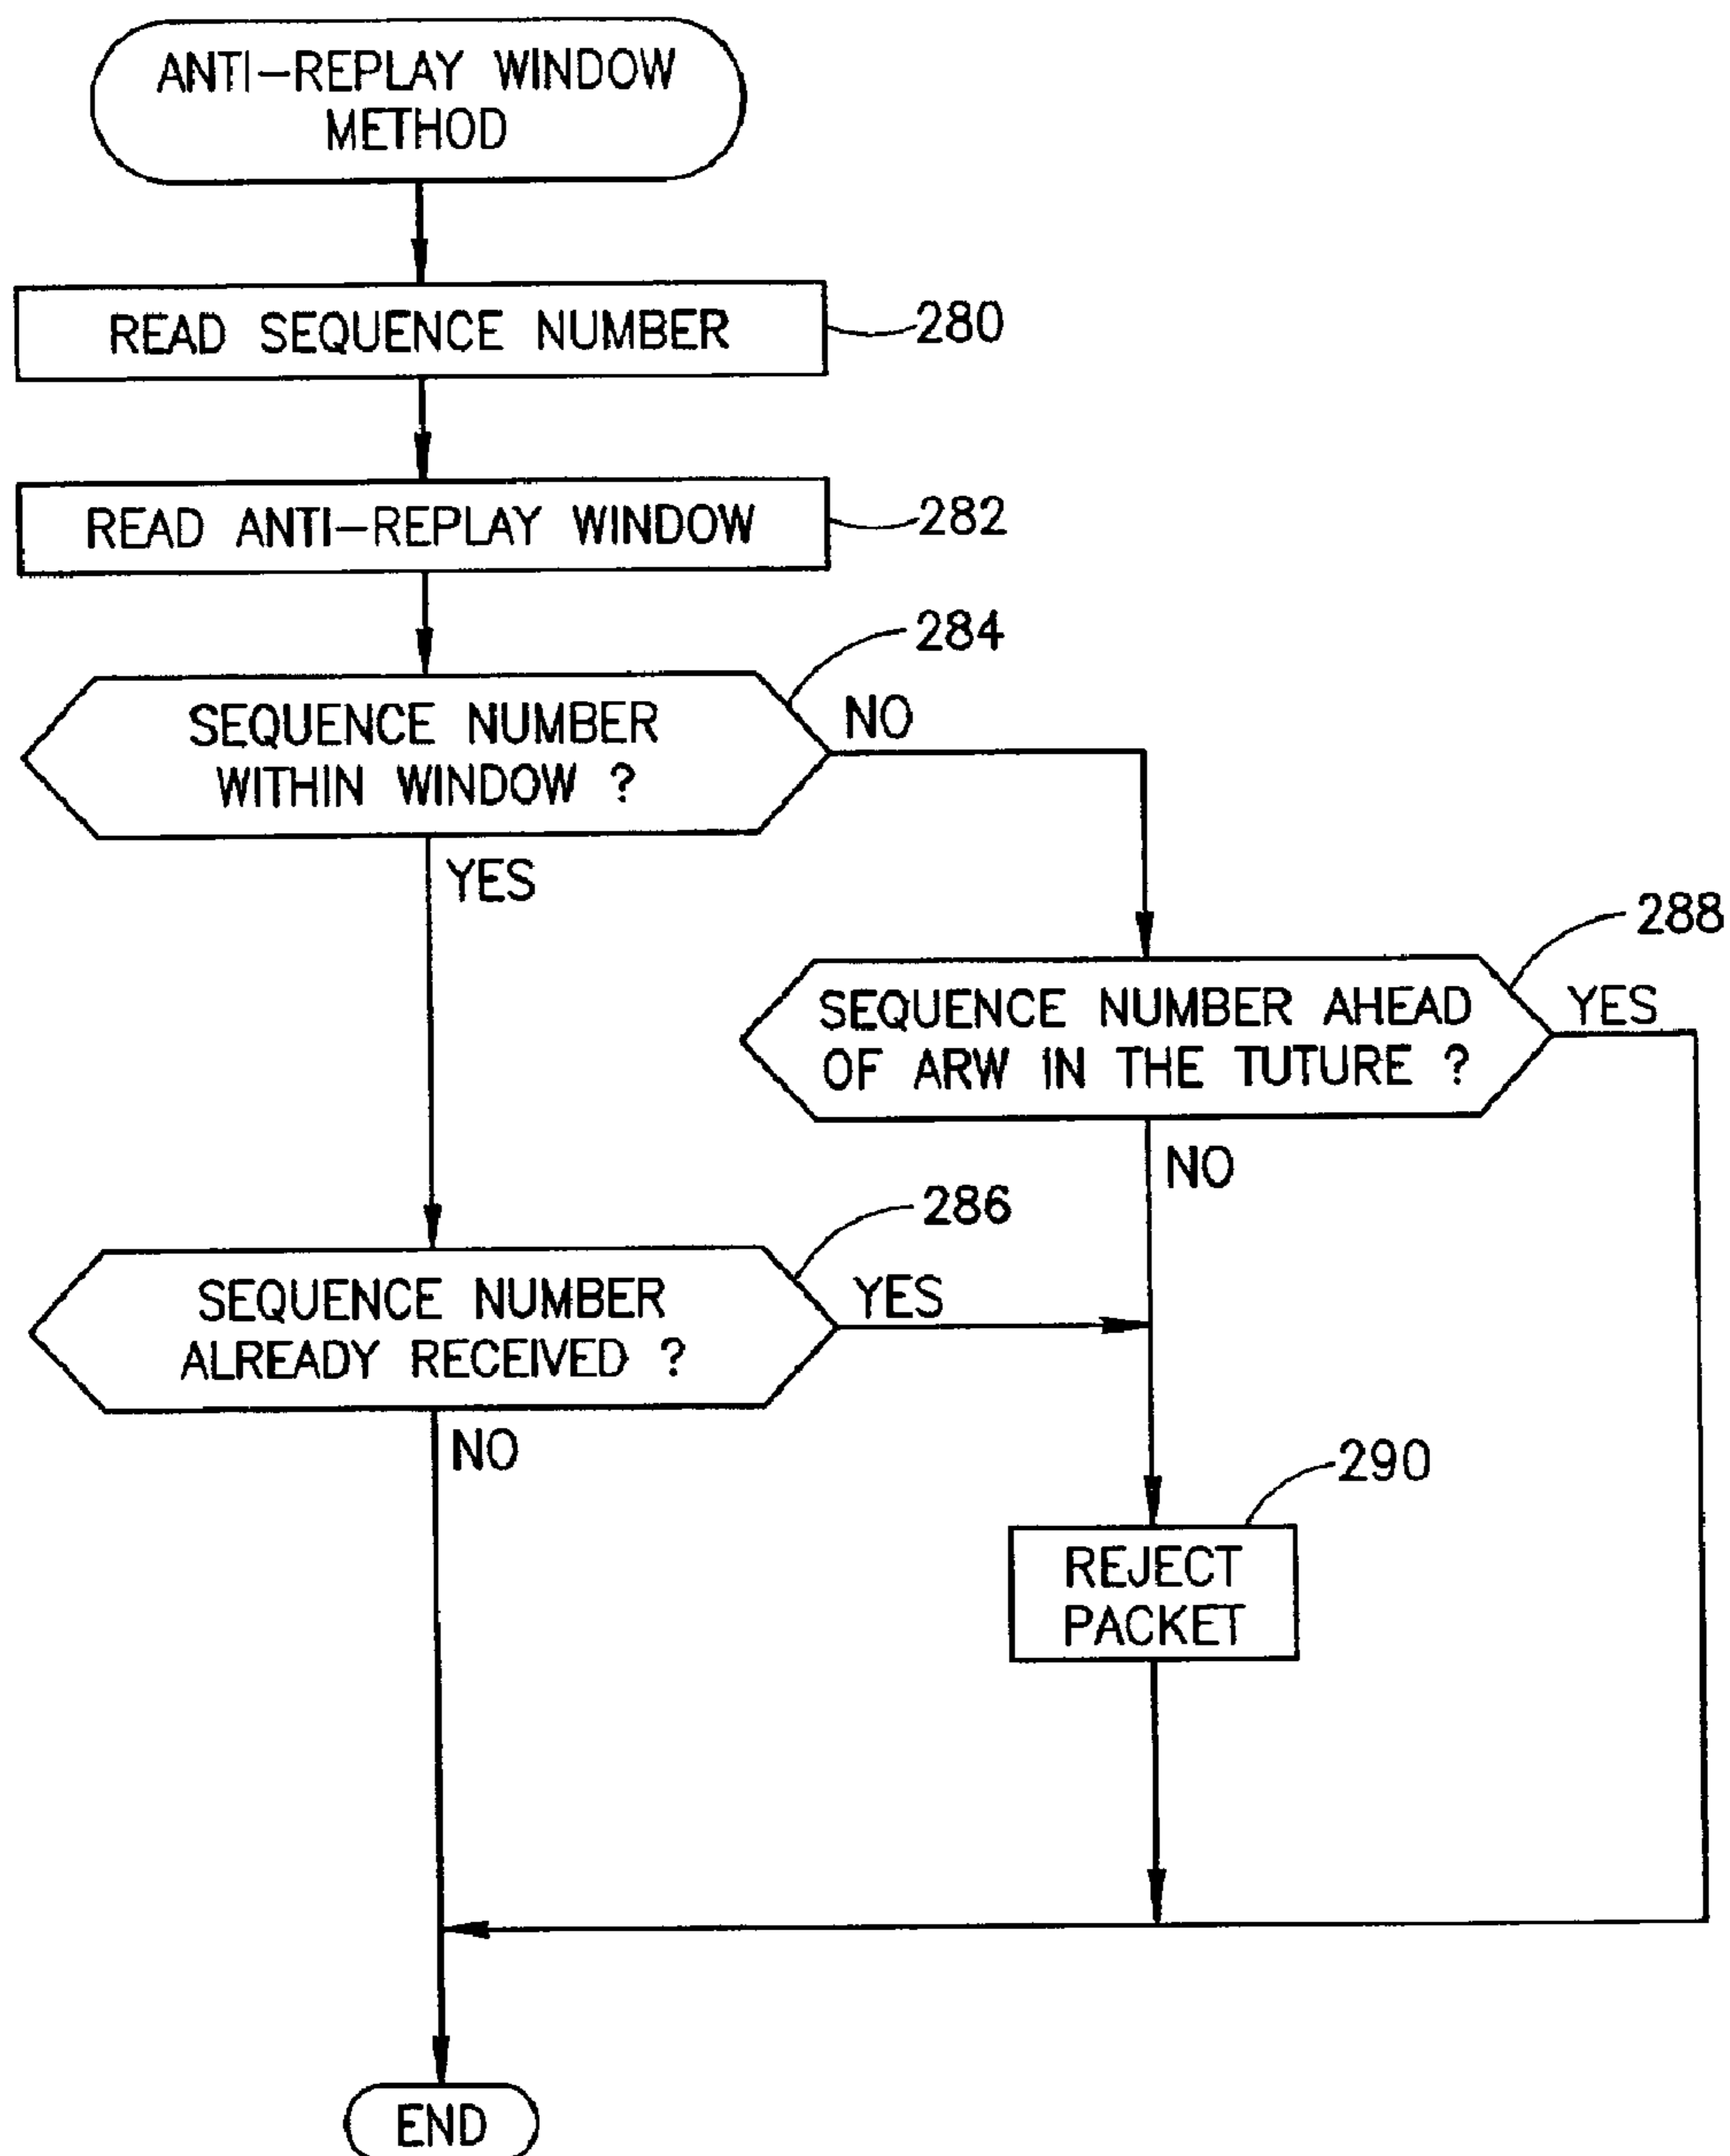 ANTI-REPLAY WINDOW
METHOD
READ SEQUENCE NUMBER
280
READ ANTI-REPLAY WINDOW
282
284
SEQUENCE NUMBER
WITHIN WINDOW ?
NO
YES
288
SEQUENCE NUMBER AHEAD
OF ARW IN THE TUTURE ?
YES
NO
286
SEQUENCE NUMBER
ALREADY RECEIVED ?
YES
NO
290
REJECT
PACKET
END